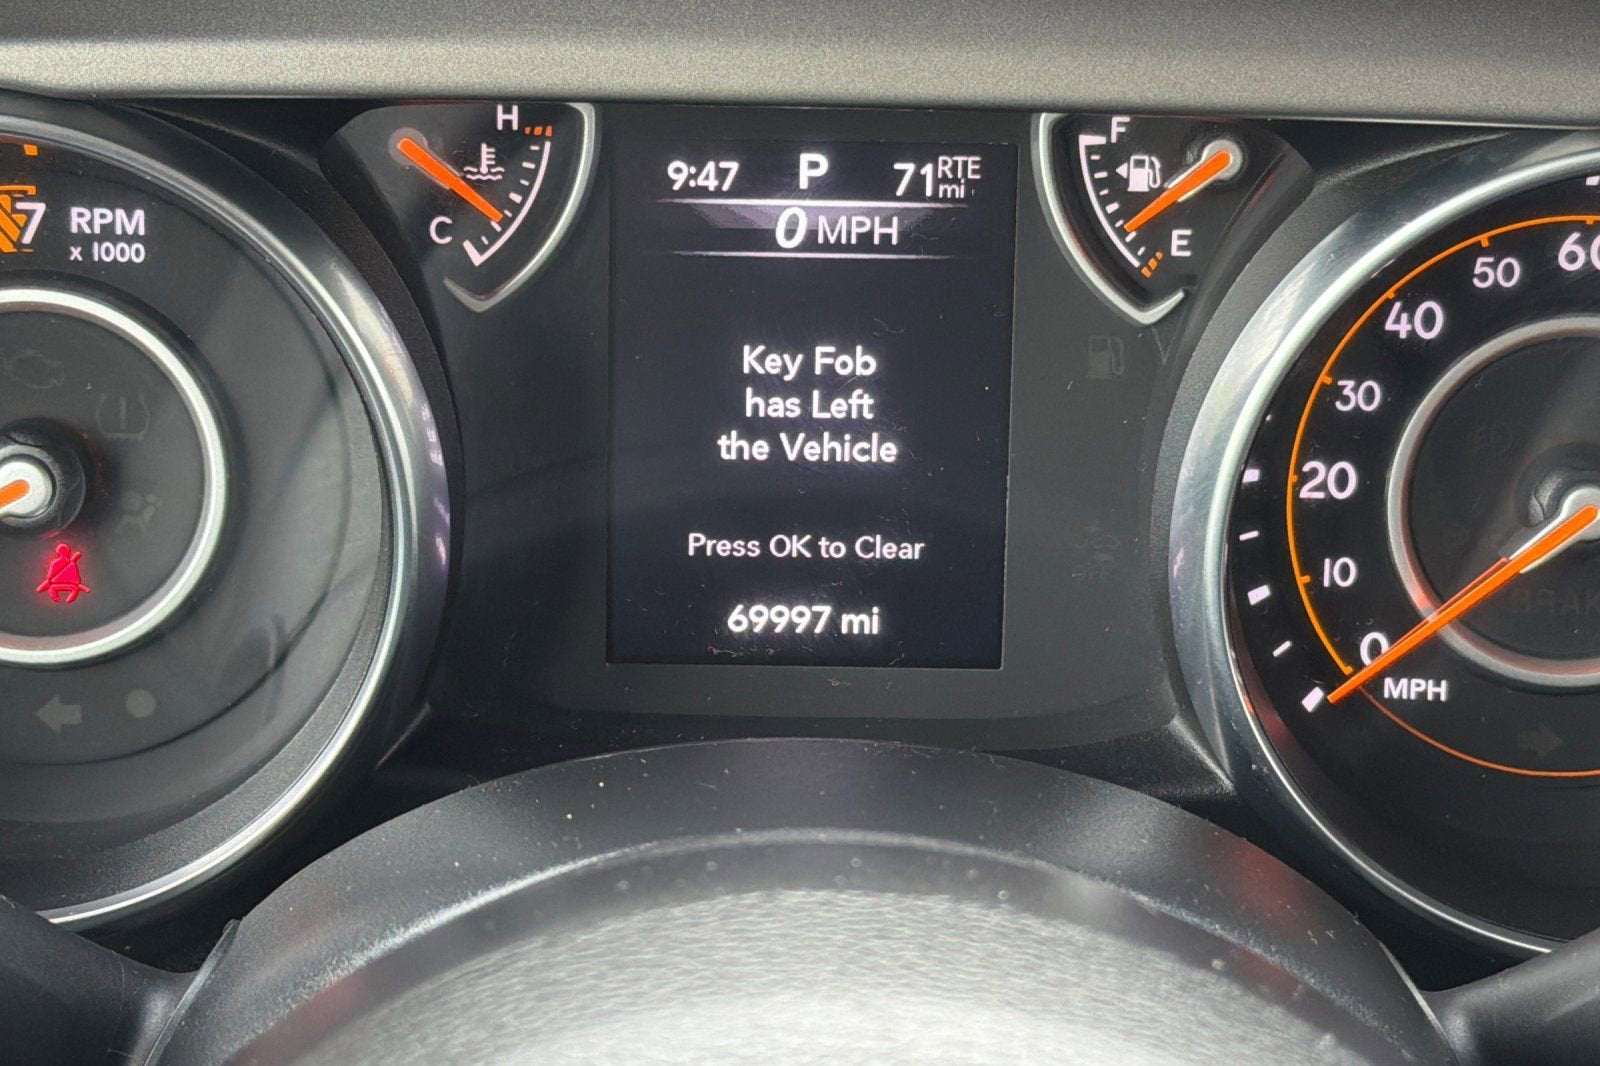 H
C
F
E
9:47 P 71 RTE mi
0 MPH
Key Fob
has Left
the Vehicle
Press OK to Clear
69997 mi
7 RPM
x 1000
60
50
40
30
20
10
0
MPH